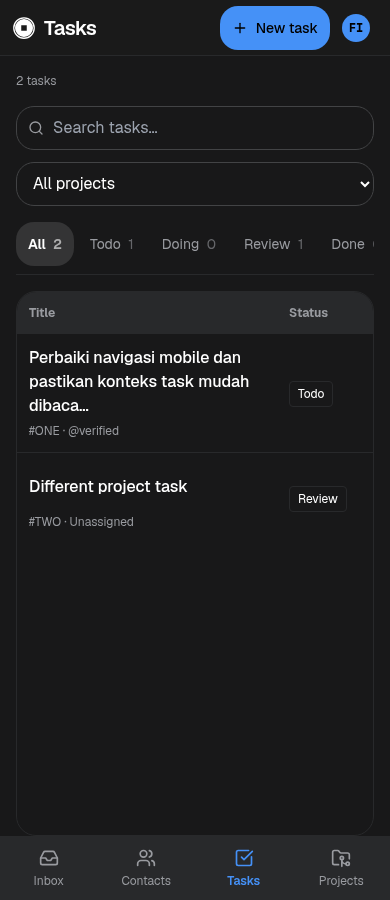 Tasks
New task
FI
2 tasks
Search tasks...
All projects
All 2
Todo 1
Doing 0
Review 1
Done
Title
Status
Perbaiki navigasi mobile dan
pastikan konteks task mudah
dibaca...
Todo
#ONE · @verified
Different project task
Review
#TWO · Unassigned
Inbox
Contacts
Tasks
Projects